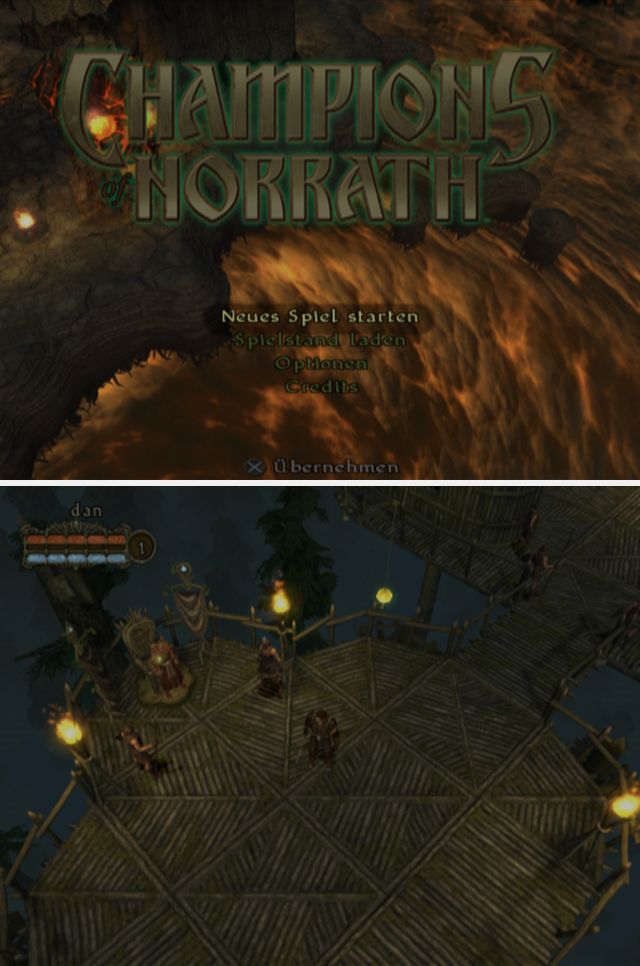 CHAMPIONS
of NORRATH
Neues Spiel starten
Spielstand laden
Optionen
Credits
Übernehmen
dan
1